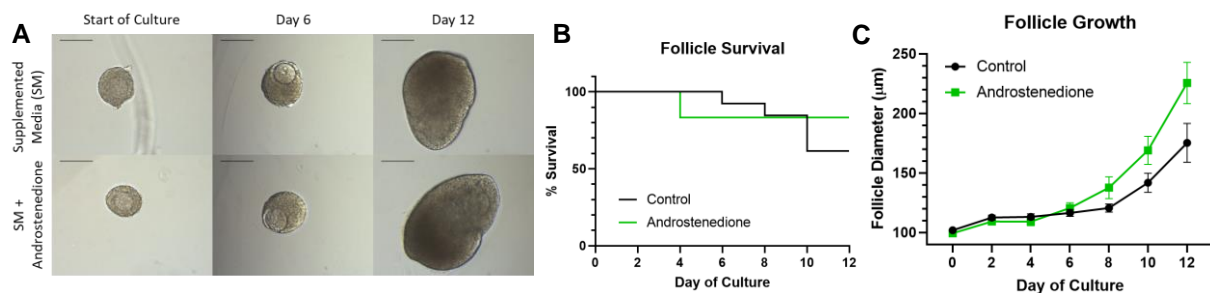 A
Start of Culture
Day 6
Day 12
Supplemented
Media (SM)
SM +
Androstenedione
B
Follicle Survival
% Survival
100
50
0
Control
Androstenedione
0 2 4 6 8 10 12
Day of Culture
C
Follicle Growth
Follicle Diameter (μm)
250
200
150
100
Control
Androstenedione
0 2 4 6 8 10 12
Day of Culture